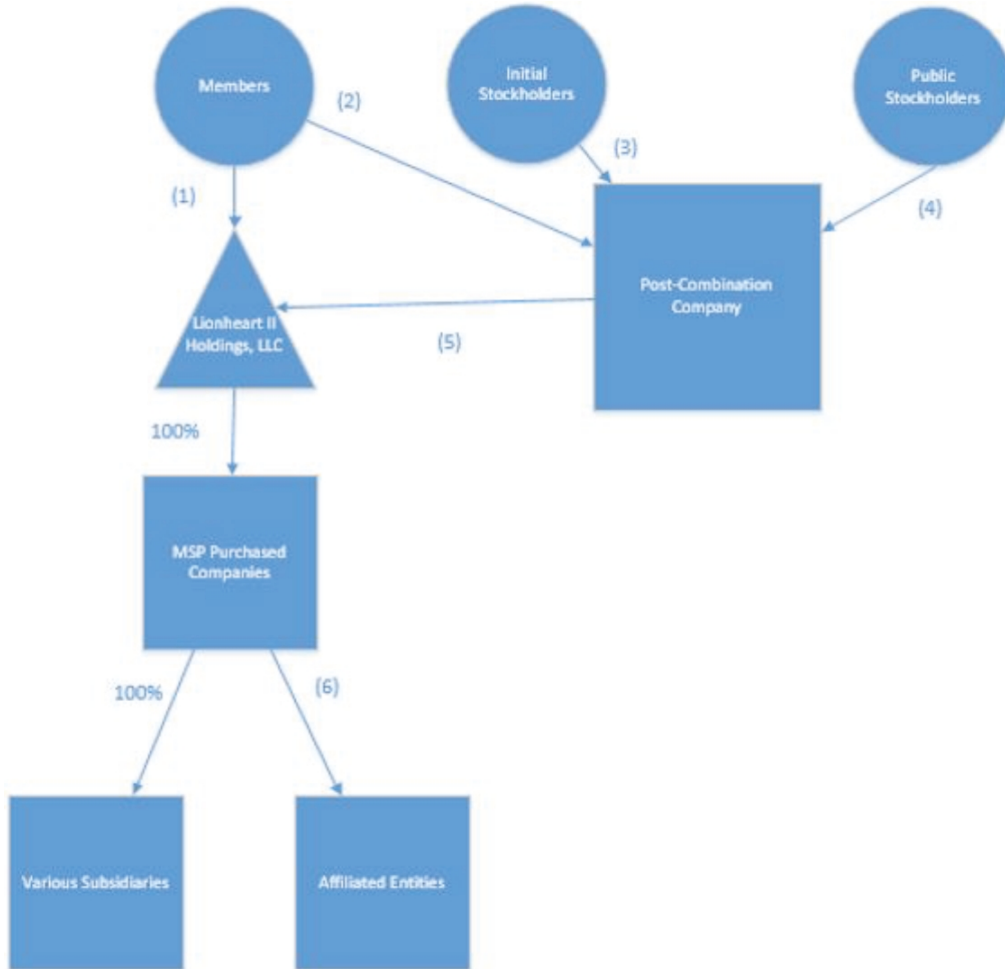 Members
Initial
Stockholders
Public
Stockholders
(2)
(3)
(1)
(4)
Post-Combination
Company
Lionheart II
Holdings, LLC
(5)
100%
MSP Purchased
Companies
100%
(6)
Various Subsidiaries
Affiliated Entities